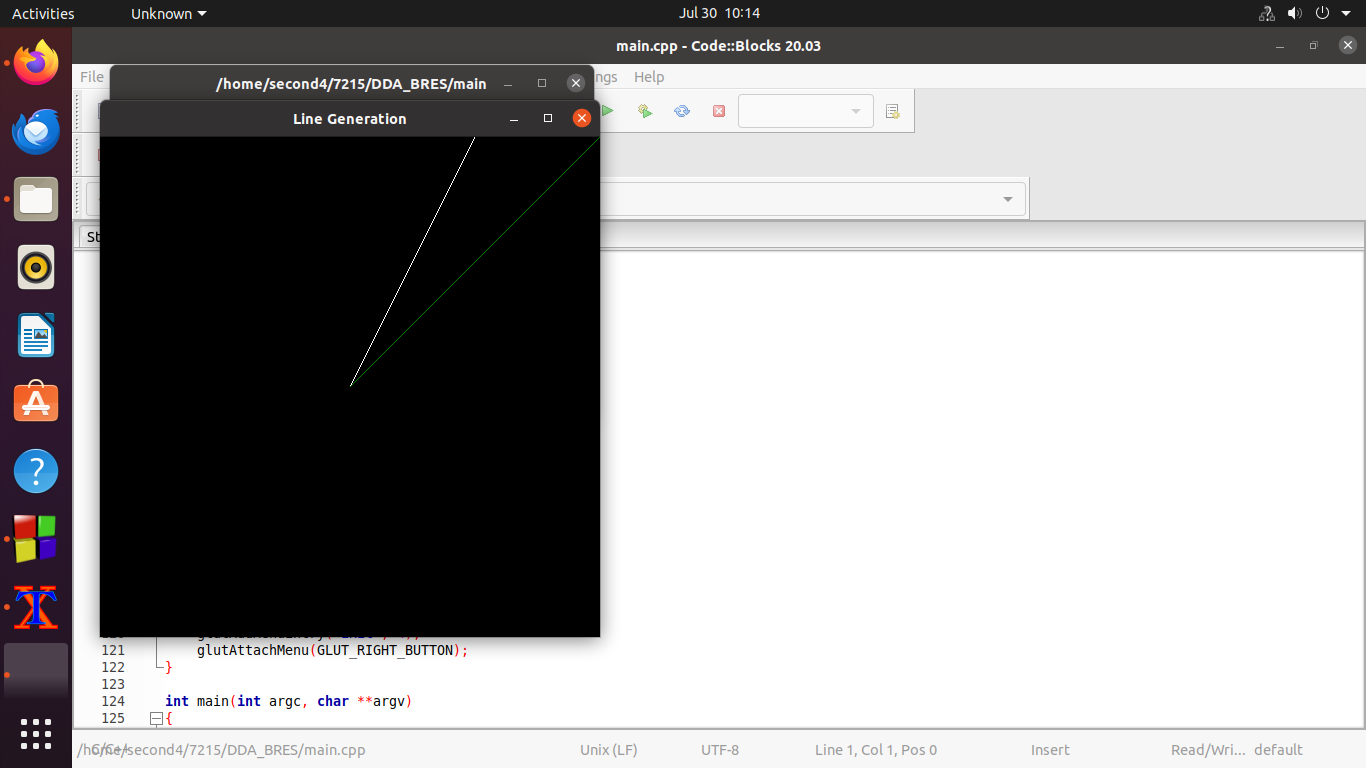 Activities Unknown Jul 30 10:14
main.cpp - Code::Blocks 20.03
File ngs Help
/home/second4/7215/DDA_BRES/main
Line Generation
St
121 glutAttachMenu(GLUT_RIGHT_BUTTON);
122 }
123
124 int main(int argc, char **argv)
125 {
/home/second4/7215/DDA_BRES/main.cpp Unix (LF) UTF-8 Line 1, Col 1, Pos 0 Insert Read/Wri... default